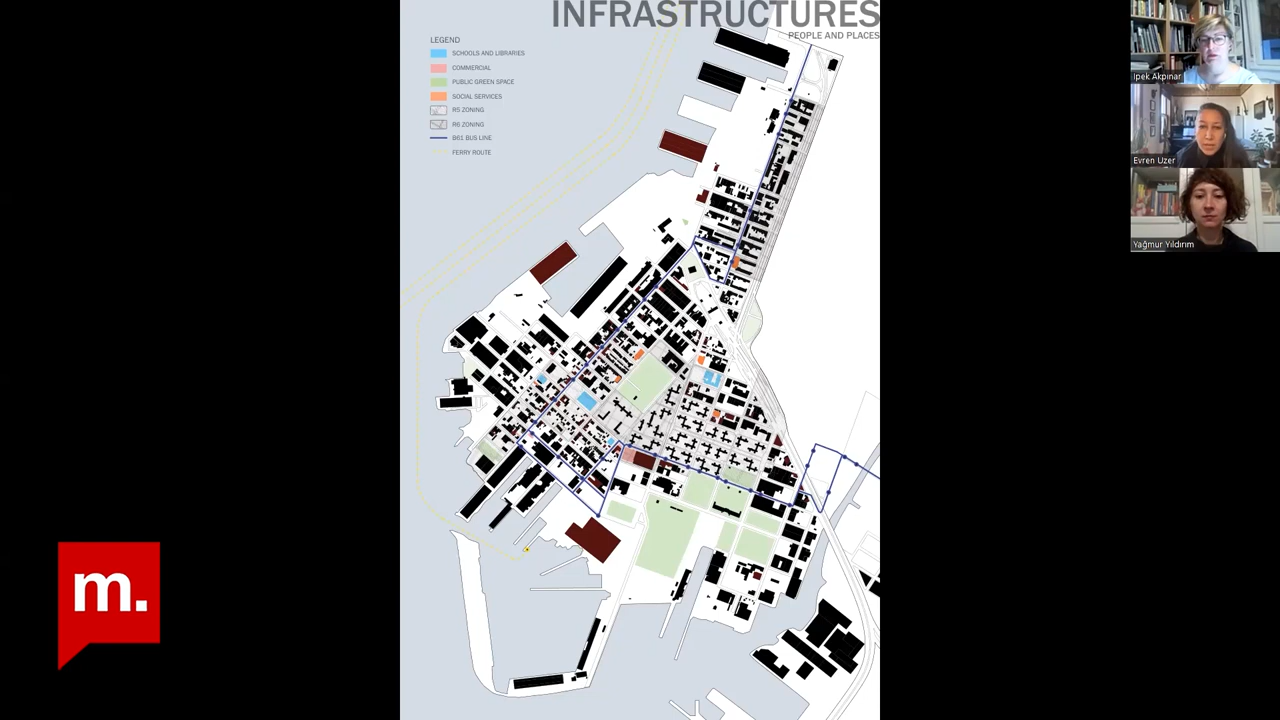 INFRASTRUCTURES
PEOPLE AND PLACES
LEGEND
SCHOOLS AND LIBRARIES
COMMERCIAL
PUBLIC GREEN SPACE
SOCIAL SERVICES
R5 ZONING
R6 ZONING
B61 BUS LINE
FERRY ROUTE
Ipek Akpınar
Evren Uzer
Yağmur Yıldırım
m.